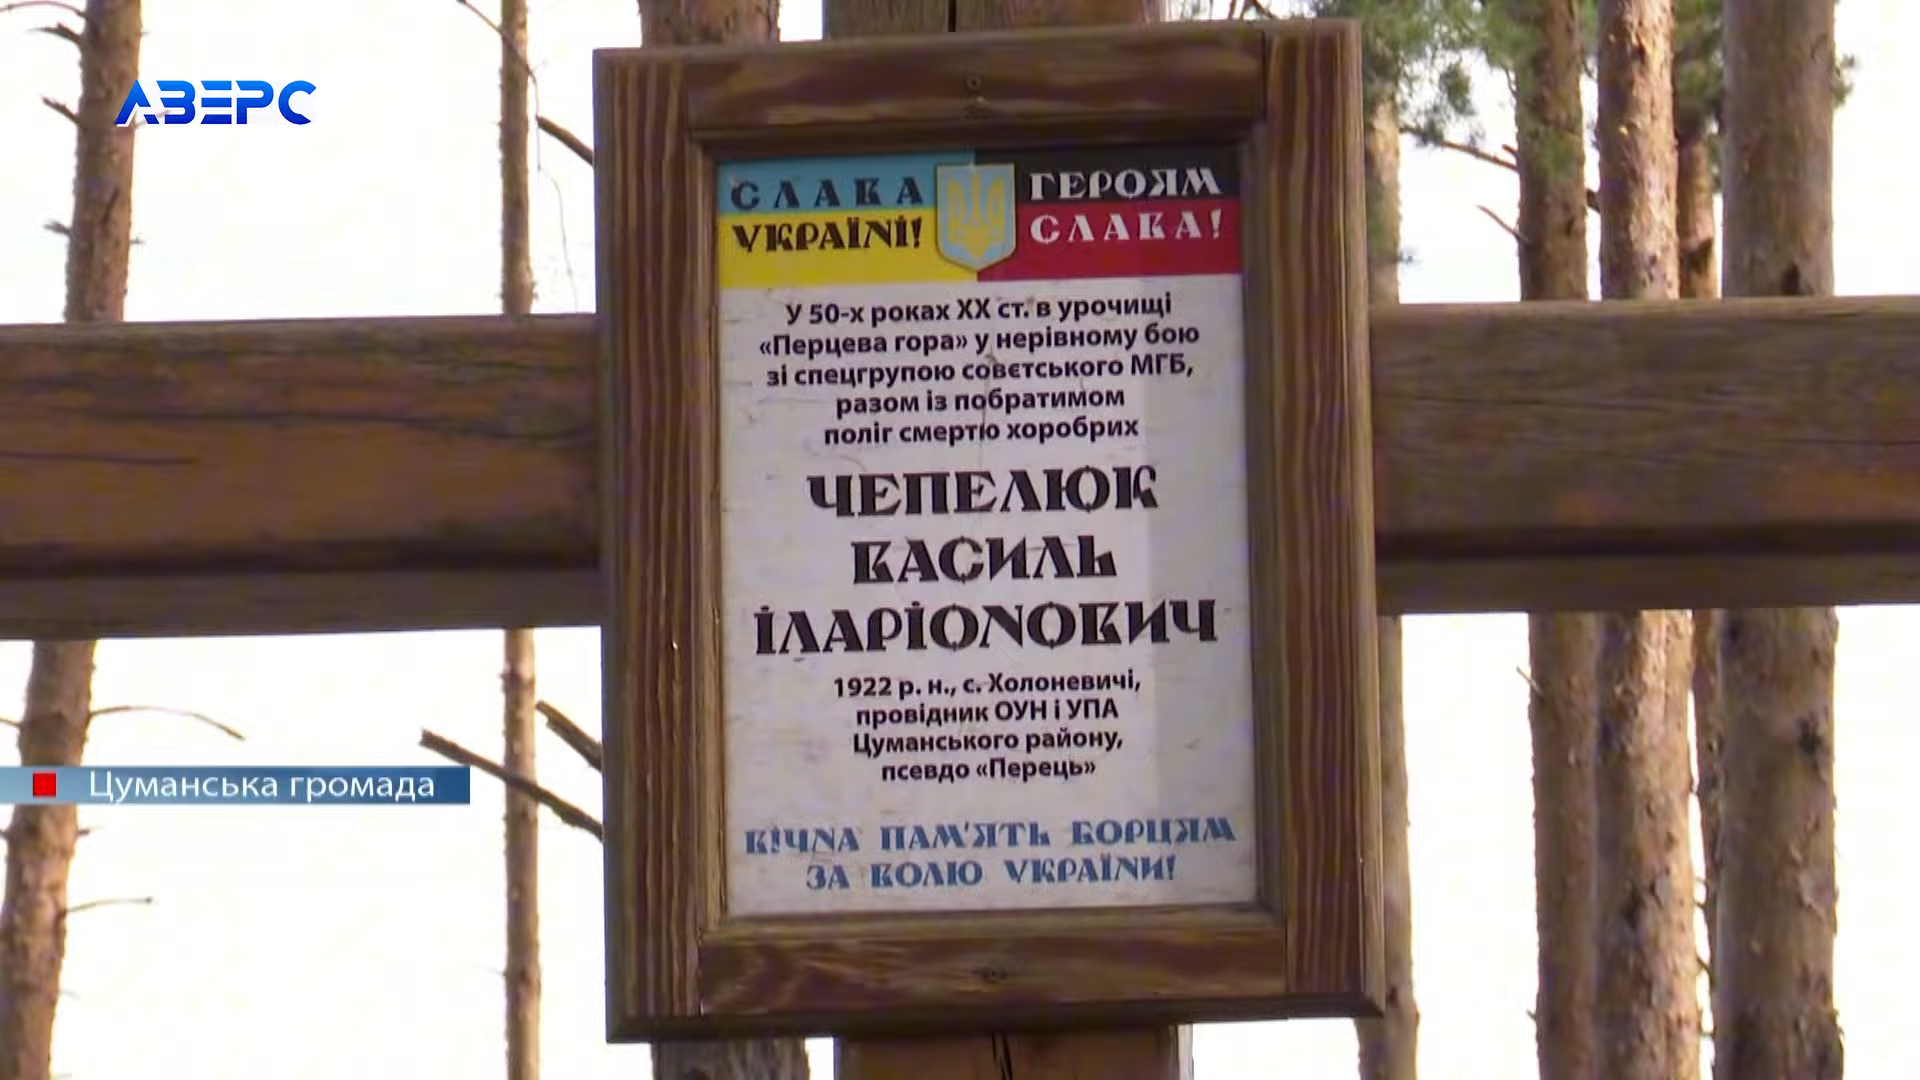 АВЕРС
СЛАВА
УКРАЇНІ!
ГЕРОЯМ
СЛАВА!
У 50-х роках ХХ ст. в урочищі
«Перцева гора» у нерівному бою
зі спецгрупою совєтського МГБ,
разом із побратимом
поліг смертю хоробрих
ЧЕПЕЛЮК
ВАСИЛЬ
ІЛАРІОНОВИЧ
1922 р. н., с. Холоневичі,
провідник ОУН і УПА
Цуманського району,
псевдо «Перець»
ВІЧНА ПАМ'ЯТЬ БОРЦЯМ
ЗА ВОЛЮ УКРАЇНИ!
Цуманська громада